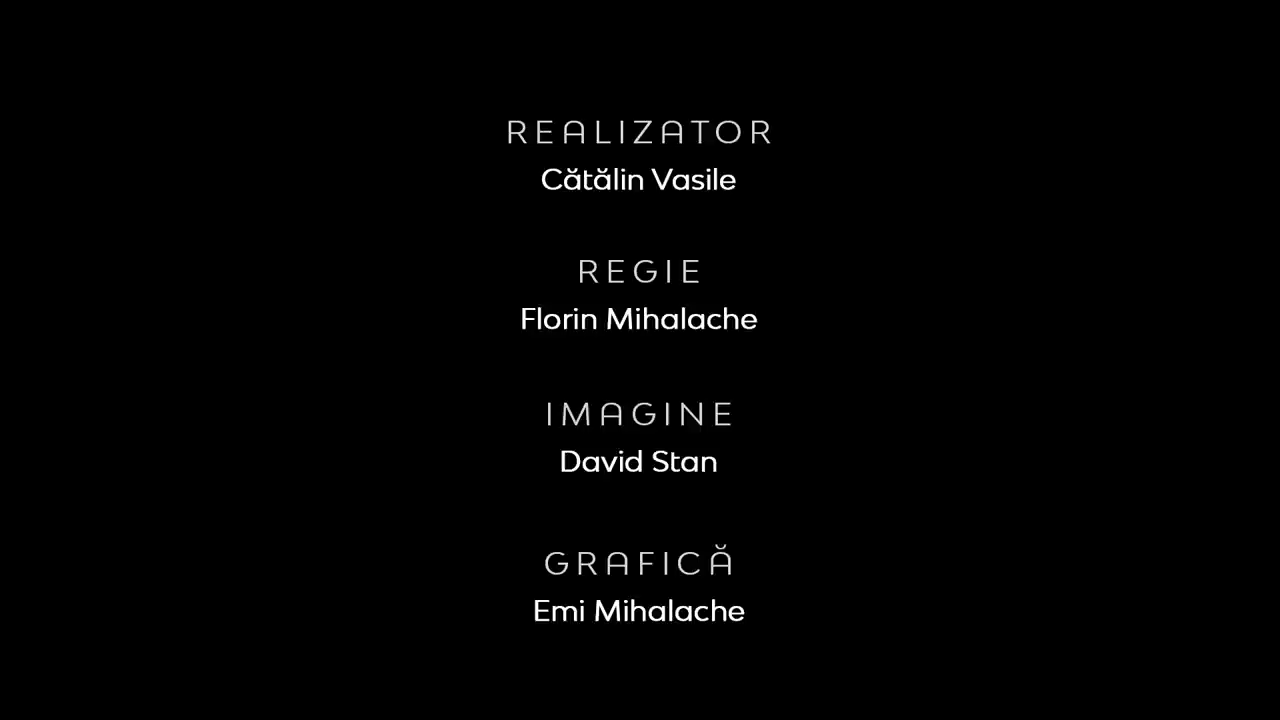 REALIZATOR
Cătălin Vasile
REGIE
Florin Mihalache
IMAGINE
David Stan
GRAFICĂ
Emi Mihalache